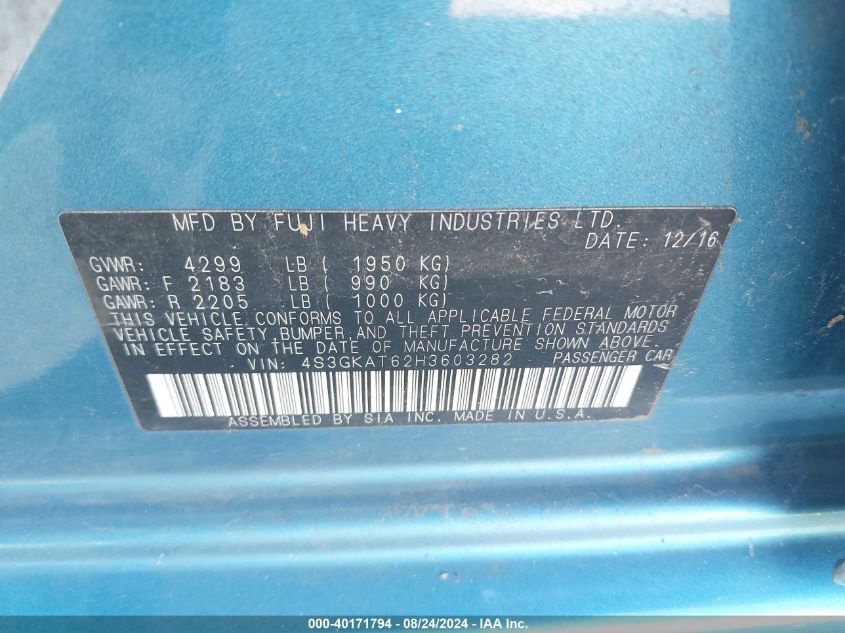 MFD BY FUJI HEAVY INDUSTRIES LTD.
DATE: 12/16
GVWR: 4299 LB ( 1950 KG)
GAWR: F 2183 LB ( 990 KG)
GAWR: R 2205 LB ( 1000 KG)
THIS VEHICLE CONFORMS TO ALL APPLICABLE FEDERAL MOTOR
VEHICLE SAFETY, BUMPER, AND THEFT PREVENTION STANDARDS
IN EFFECT ON THE DATE OF MANUFACTURE SHOWN ABOVE.
VIN: 4S3GKAT62H3603282 PASSENGER CAR
ASSEMBLED BY SIA INC. MADE IN U.S.A.
000-40171794 - 08/24/2024 - iaai.com